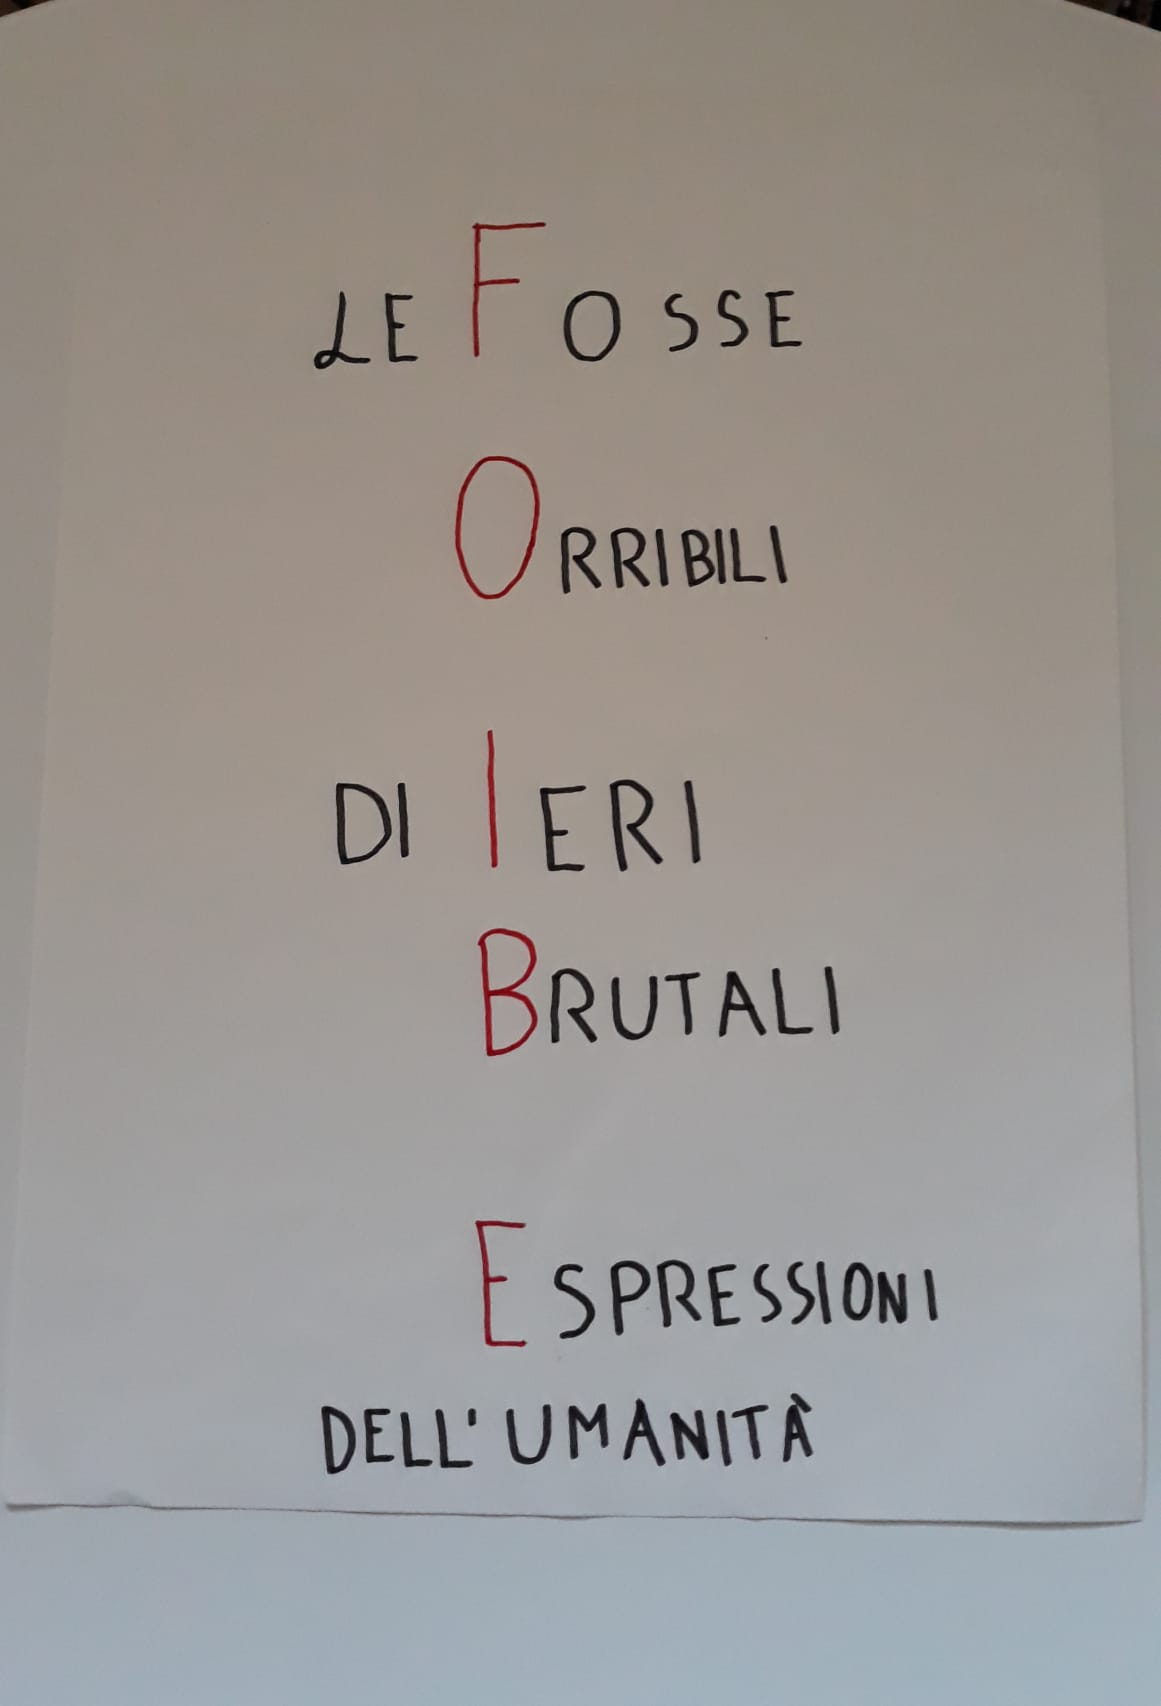 LE FOSSE
ORRIBILI
DI IERI
BRUTALI
ESPRESSIONI
DELL'UMANITÀ